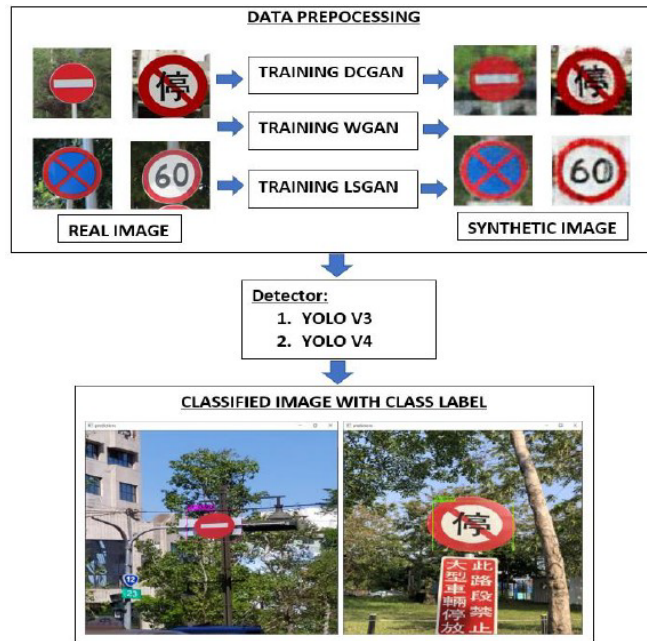 DATA PREPOCESSING
停
60
REAL IMAGE
TRAINING DCGAN
TRAINING WGAN
TRAINING LSGAN
停
60
SYNTHETIC IMAGE
Detector:
1. YOLO V3
2. YOLO V4
CLASSIFIED IMAGE WITH CLASS LABEL
12
23
停
此路段禁止
大型車輛停放